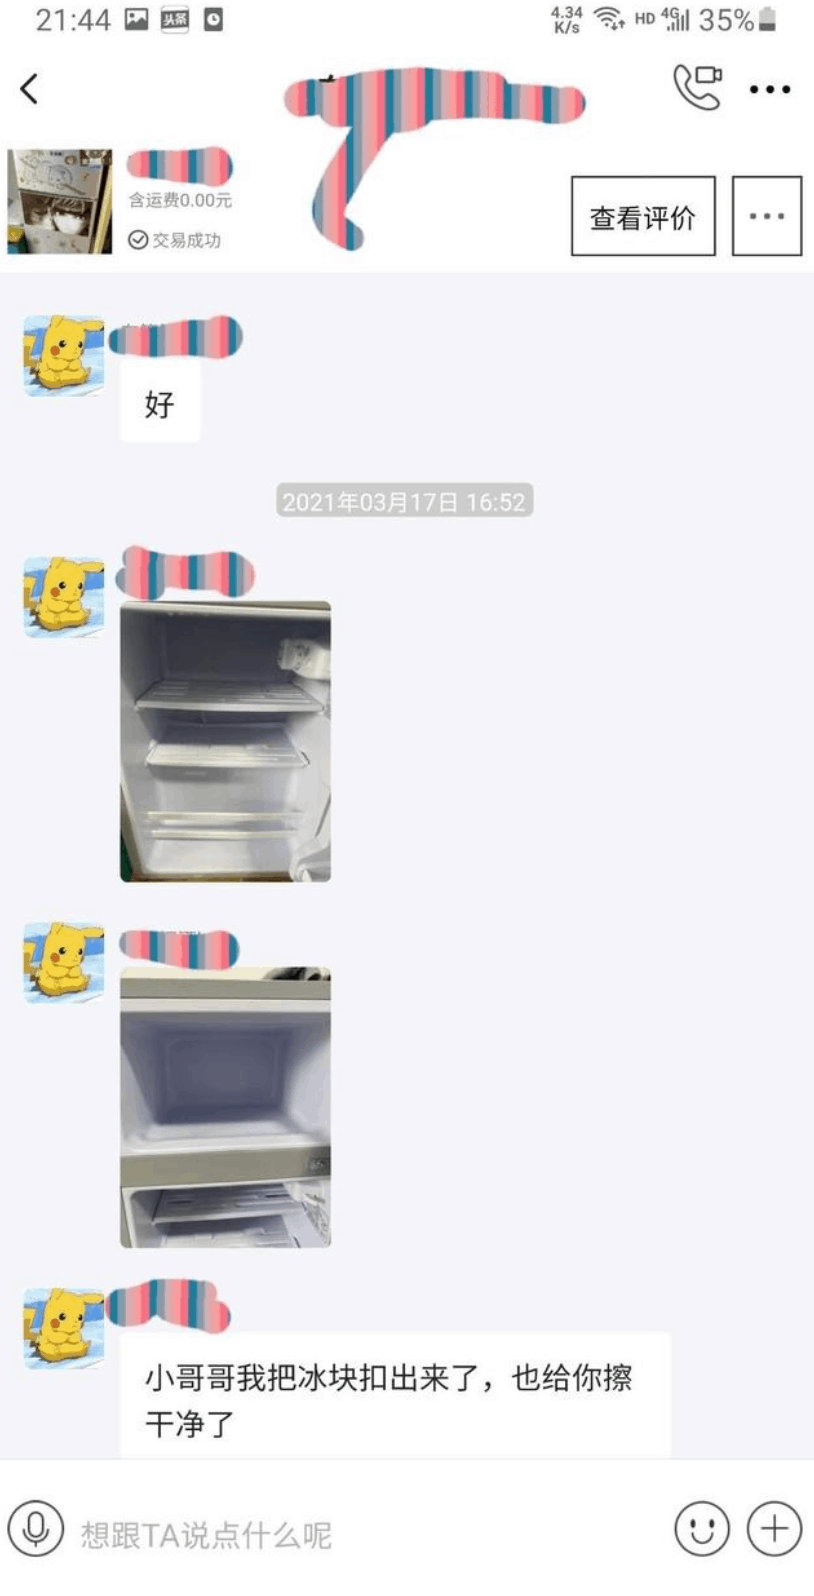 21:44
头条
4.34
K/s
HD
4G
35%
含运费0.00元
交易成功
查看评价
好
2021年03月17日 16:52
小哥哥我把冰块扣出来了，也给你擦
干净了
想跟TA说点什么呢